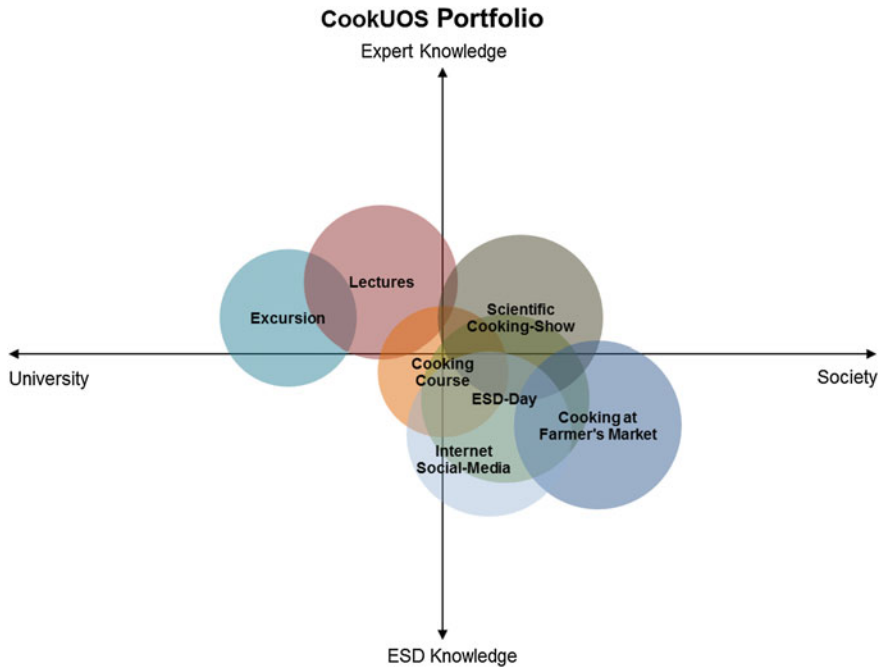 CookUOS Portfolio
Expert Knowledge
Lectures
Excursion
Scientific
Cooking-Show
Cooking
Course
University
Society
ESD-Day
Cooking at
Farmer's Market
Internet
Social-Media
ESD Knowledge